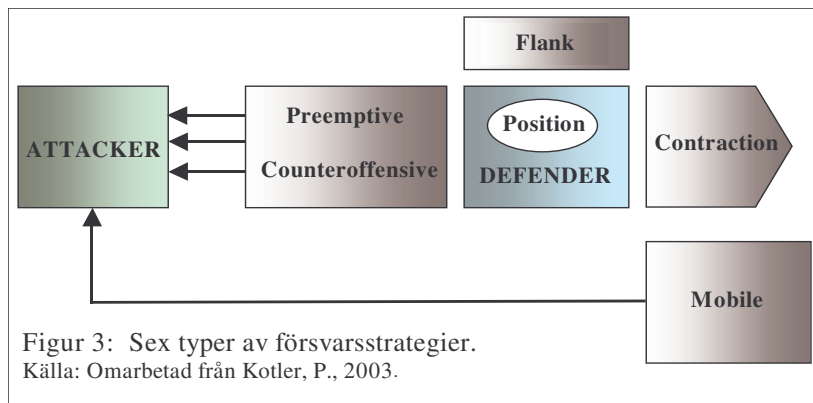 Flank
Preemptive
Position
ATTACKER
Contraction
Counteroffensive
DEFENDER
Mobile
Figur 3: Sex typer av försvarsstrategier.
Källa: Omarbetad från Kotler, P., 2003.